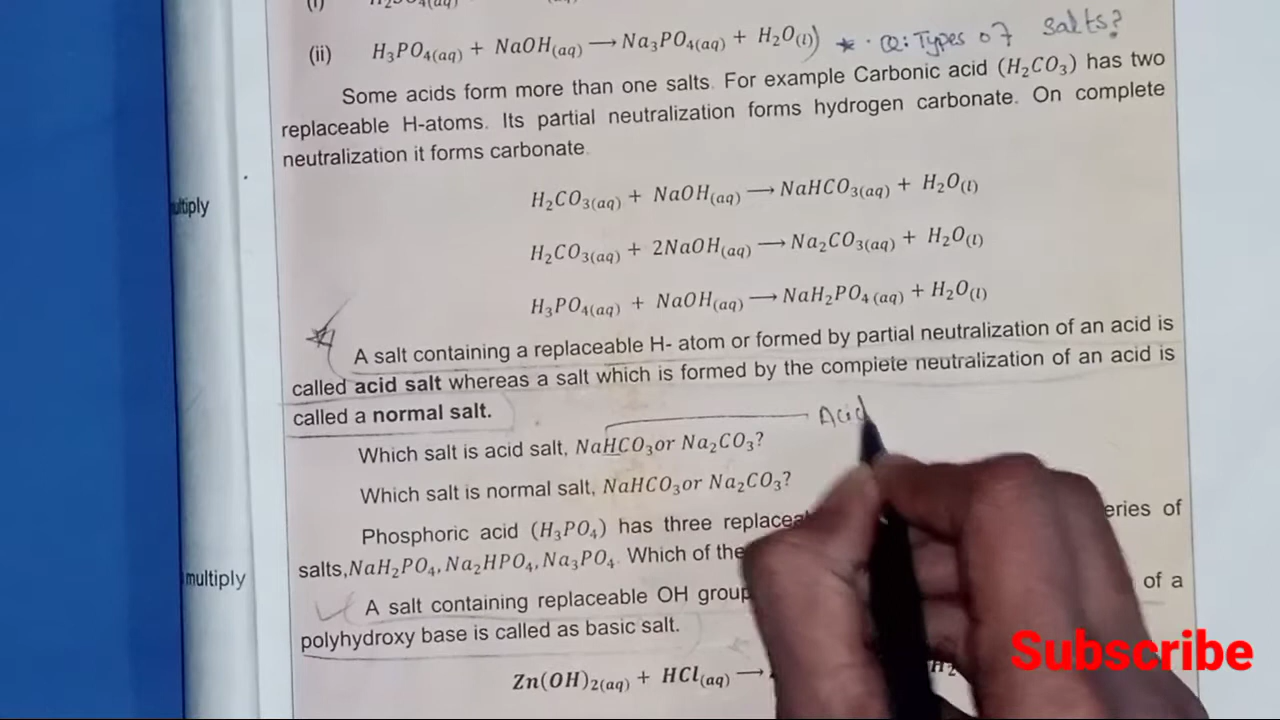 (i)
(ii) H₃PO₄(aq) + NaOH(aq) ⟶ Na₃PO₄(aq) + H₂O(l) * . Q: Types of salts?
Some acids form more than one salts. For example Carbonic acid (H₂CO₃) has two
replaceable H-atoms. Its partial neutralization forms hydrogen carbonate. On complete
neutralization it forms carbonate.
multiply
H₂CO₃(aq) + NaOH(aq) ⟶ NaHCO₃(aq) + H₂O(l)
H₂CO₃(aq) + 2NaOH(aq) ⟶ Na₂CO₃(aq) + H₂O(l)
H₃PO₄(aq) + NaOH(aq) ⟶ NaH₂PO₄(aq) + H₂O(l)
A salt containing a replaceable H- atom or formed by partial neutralization of an acid is
called acid salt whereas a salt which is formed by the complete neutralization of an acid is
called a normal salt.
Acid
Which salt is acid salt, NaHCO₃ or Na₂CO₃?
Which salt is normal salt, NaHCO₃ or Na₂CO₃?
Phosphoric acid (H₃PO₄) has three eries of
salts, NaH₂PO₄, Na₂HPO₄, Na₃PO₄. Which of the
multiply
A salt containing replaceable OH group of a
polyhydroxy base is called as basic salt.
Zn(OH)₂(aq) + HCl(aq) ⟶ H₂
Subscribe